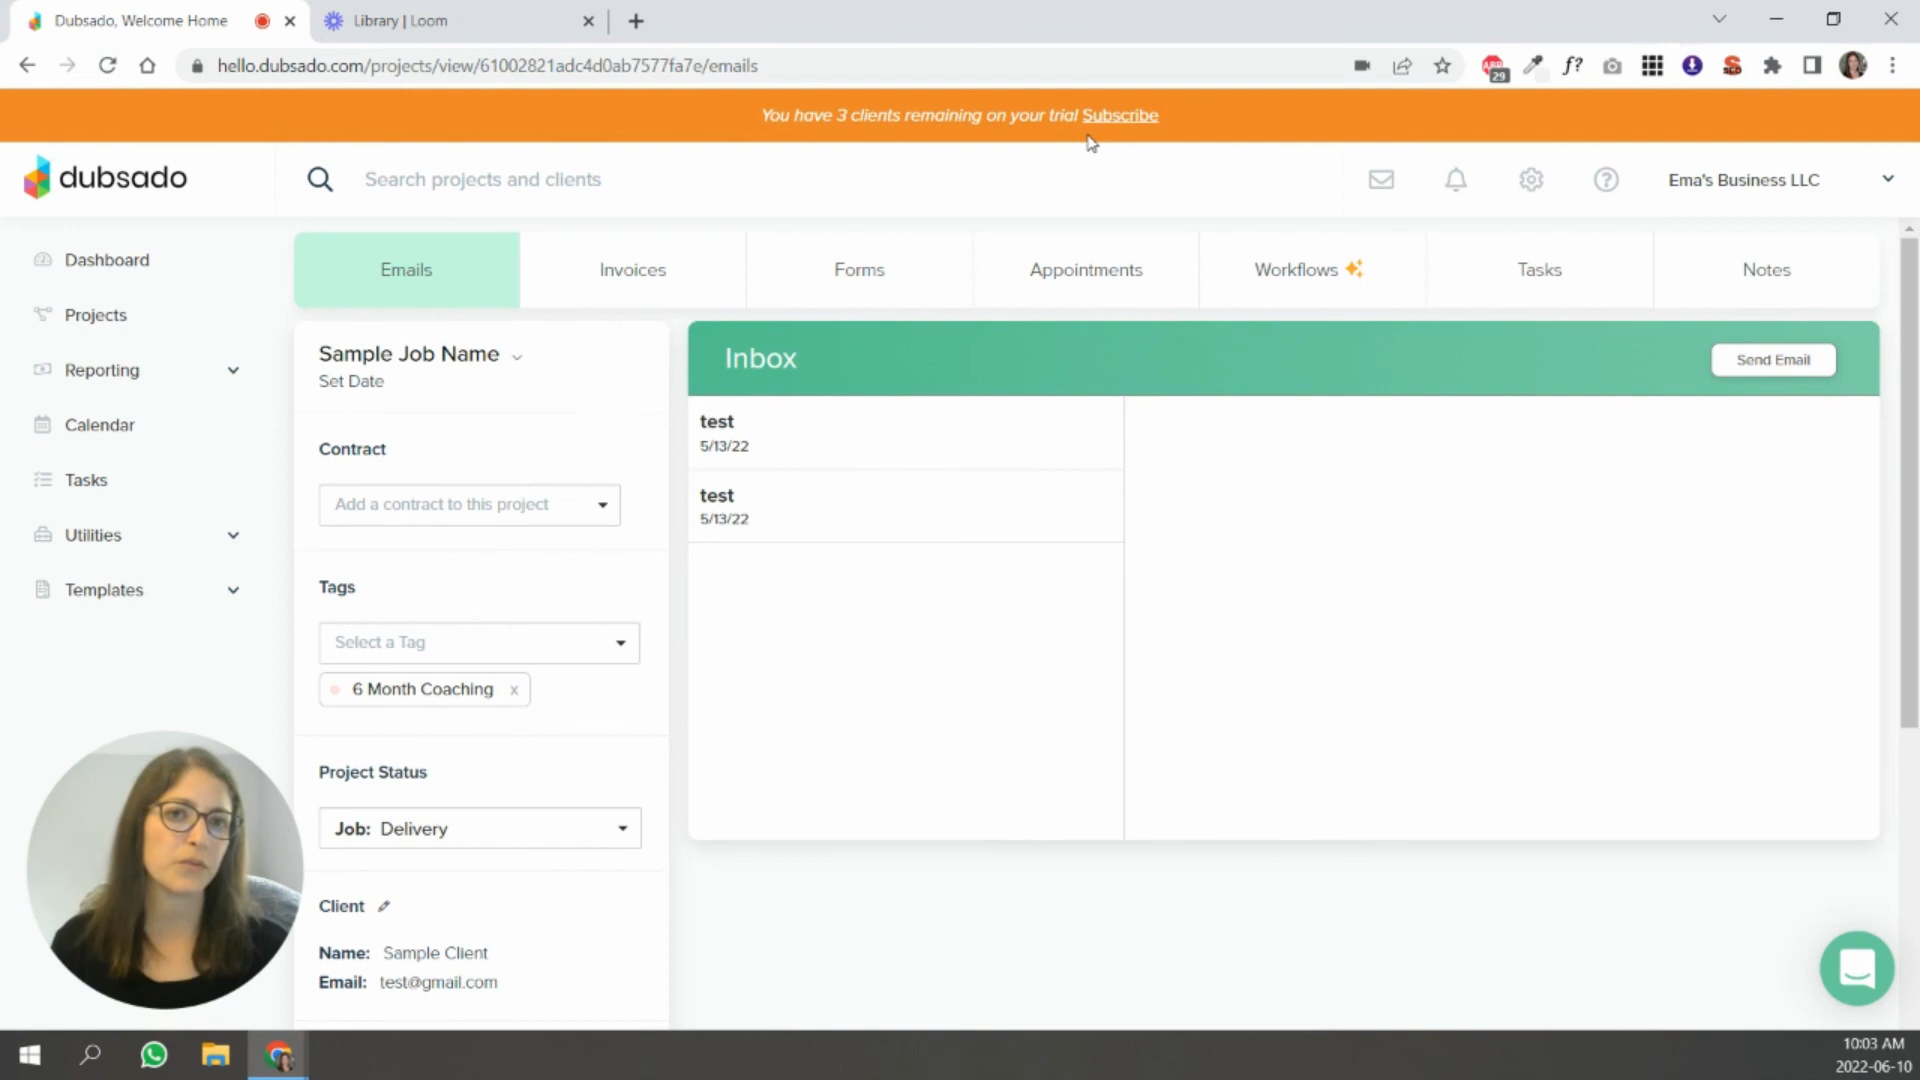 Dubsado, Welcome Home
Library | Loom
hello.dubsado.com/projects/view/61002821adc4d0ab7577fa7e/emails
29
f?
You have 3 clients remaining on your trial Subscribe
dubsado
Search projects and clients
Ema's Business LLC
Dashboard
Projects
Reporting
Calendar
Tasks
Utilities
Templates
Emails
Invoices
Forms
Appointments
Workflows
Tasks
Notes
Sample Job Name
Set Date
Contract
Add a contract to this project
Tags
Select a Tag
6 Month Coaching x
Project Status
Job: Delivery
Client
Name: Sample Client
Email: test@gmail.com
Inbox
Send Email
test
5/13/22
test
5/13/22
10:03 AM
2022-06-10